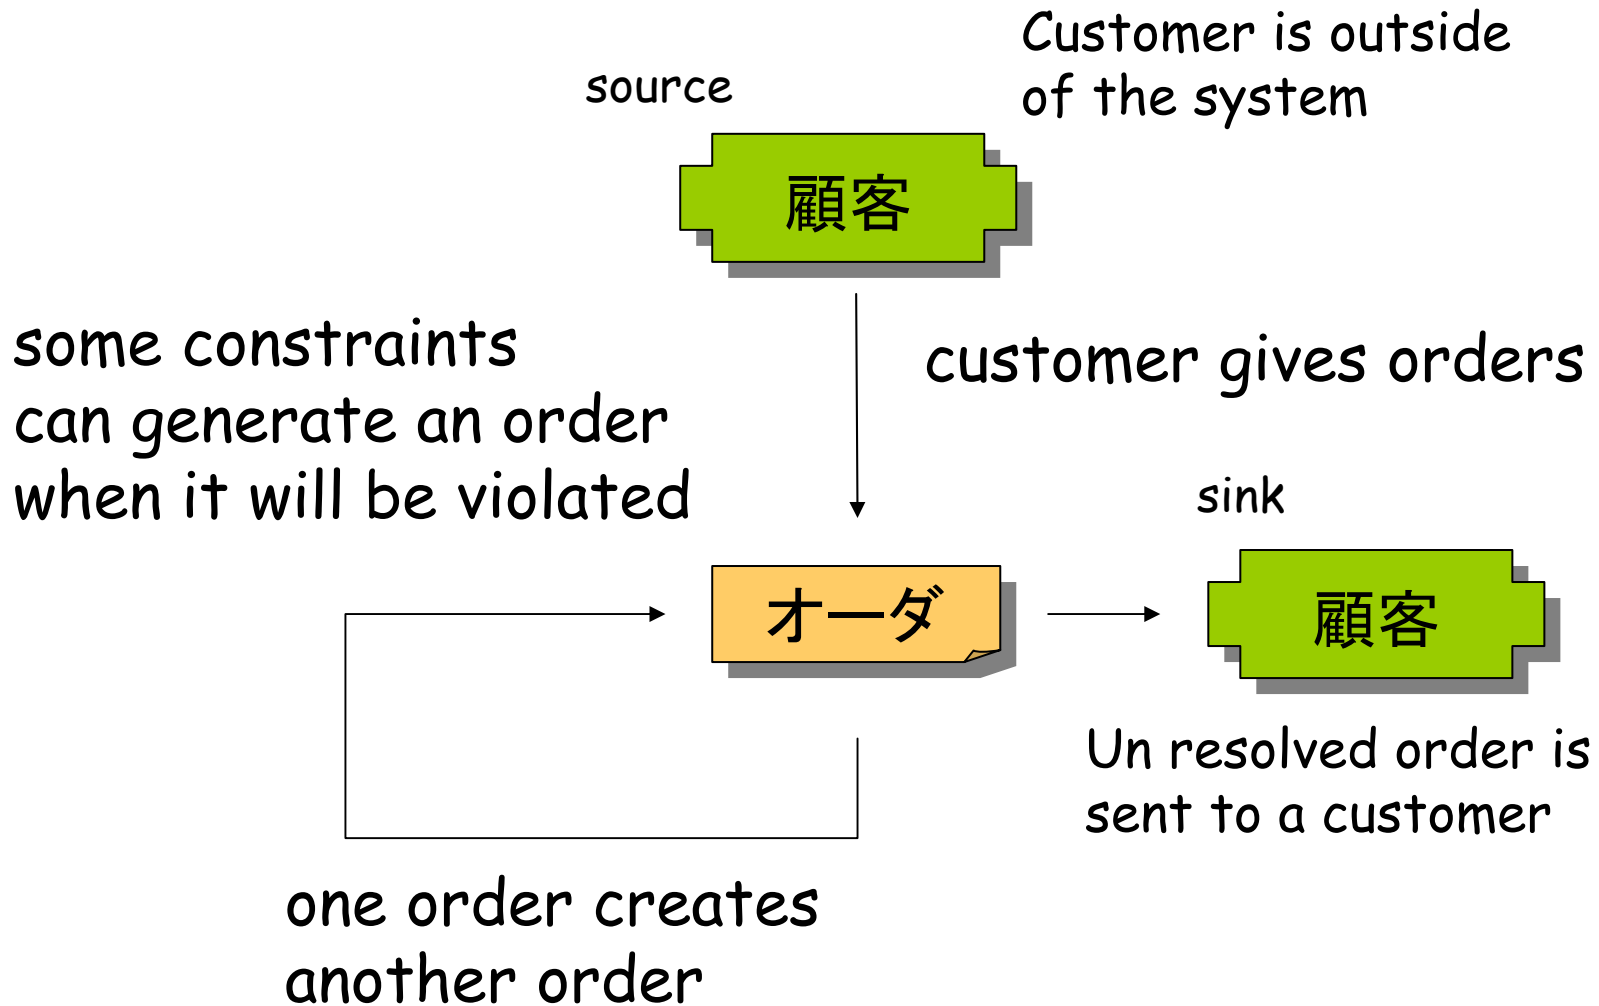 Customer is outside
of the system
source
顧客
some constraints
can generate an order
when it will be violated
customer gives orders
sink
オーダ
顧客
Un resolved order is
sent to a customer
one order creates
another order